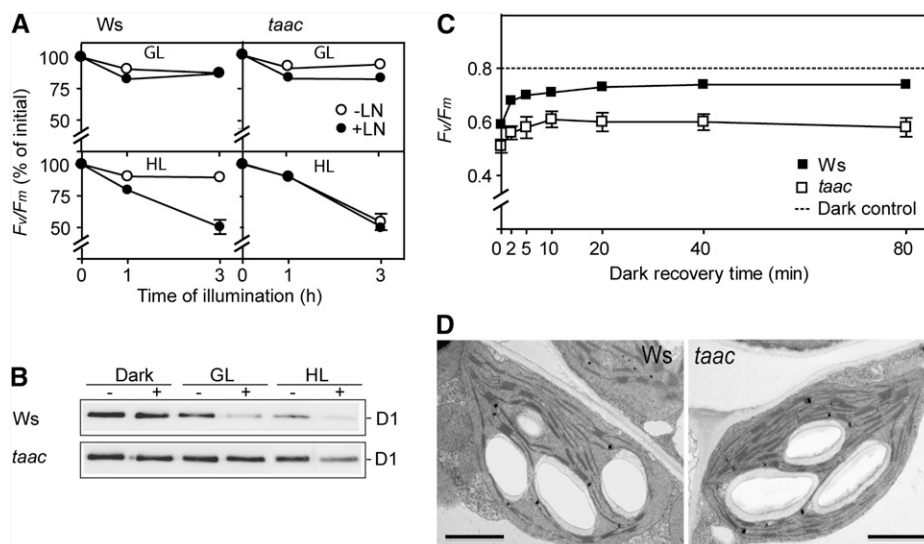 A
Ws
taac
GL
GL
100
75
50
-LN
+LN
HL
HL
100
75
50
0
1
3
0
1
3
Fv/Fm (% of initial)
Time of illumination (h)
B
Dark
GL
HL
- + - + - +
Ws
D1
taac
D1
C
0.8
0.6
0.4
Fv/Fm
Ws
taac
Dark control
0 2 5 10 20 40 80
Dark recovery time (min)
D
Ws
taac